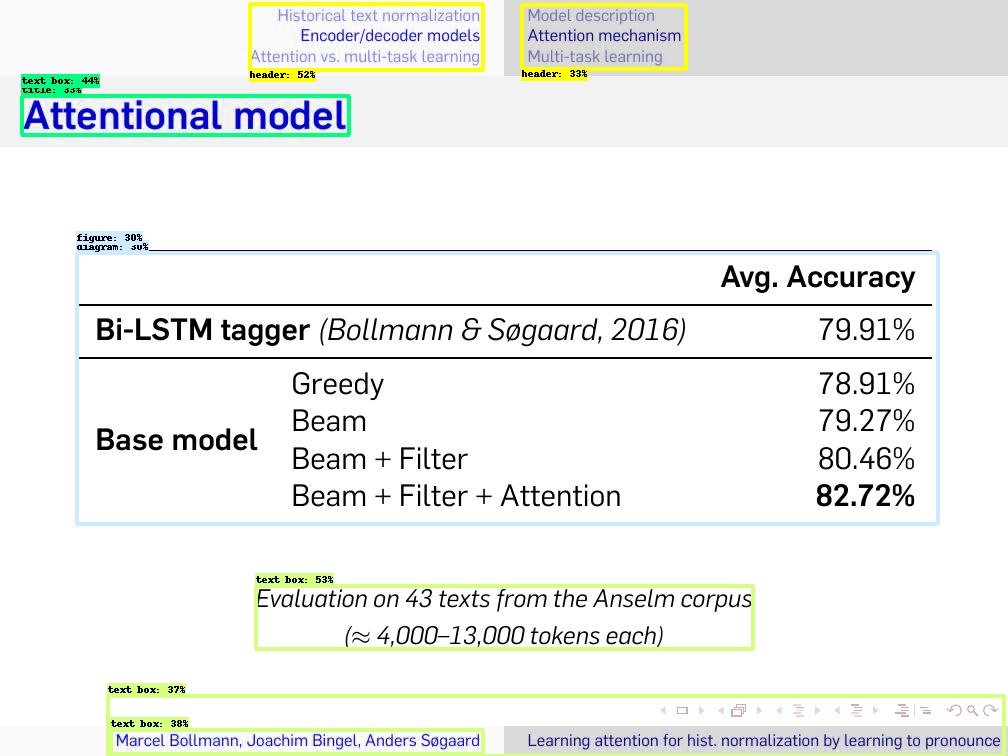 Historical text normalization
Encoder/decoder models
Attention vs. multi-task learning
header: 52%
Model description
Attention mechanism
Multi-task learning
header: 33%
text box: 44%
title: 33%
Attentional model
figure: 30%
diagram: 30%
Avg. Accuracy
Bi-LSTM tagger (Bollmann & Søgaard, 2016) 79.91%
Base model
Greedy 78.91%
Beam 79.27%
Beam + Filter 80.46%
Beam + Filter + Attention 82.72%
text box: 53%
Evaluation on 43 texts from the Anselm corpus
(≈ 4,000–13,000 tokens each)
text box: 37%
text box: 38%
Marcel Bollmann, Joachim Bingel, Anders Søgaard
Learning attention for hist. normalization by learning to pronounce